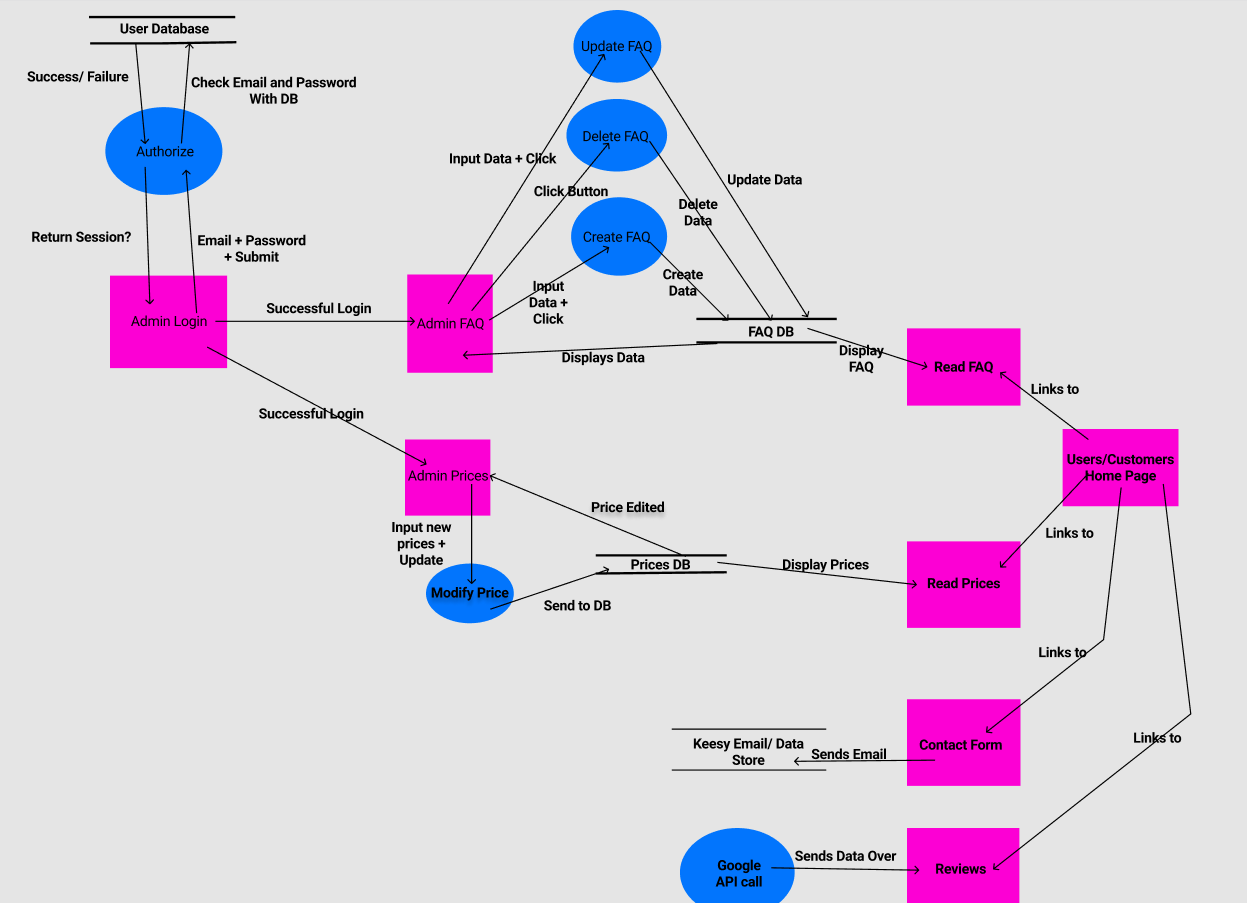 User Database
Success/ Failure
Check Email and Password
With DB
Authorize
Return Session?
Email + Password
+ Submit
Admin Login
Successful Login
Successful Login
Update FAQ
Delete FAQ
Create FAQ
Input Data + Click
Click Button
Input
Data +
Click
Update Data
Delete
Data
Create
Data
Admin FAQ
FAQ DB
Displays Data
Display
FAQ
Read FAQ
Links to
Users/Customers
Home Page
Admin Prices
Price Edited
Input new
prices +
Update
Modify Price
Send to DB
Prices DB
Display Prices
Read Prices
Links to
Links to
Contact Form
Sends Email
Keesy Email/ Data
Store
Links to
Google
API call
Sends Data Over
Reviews